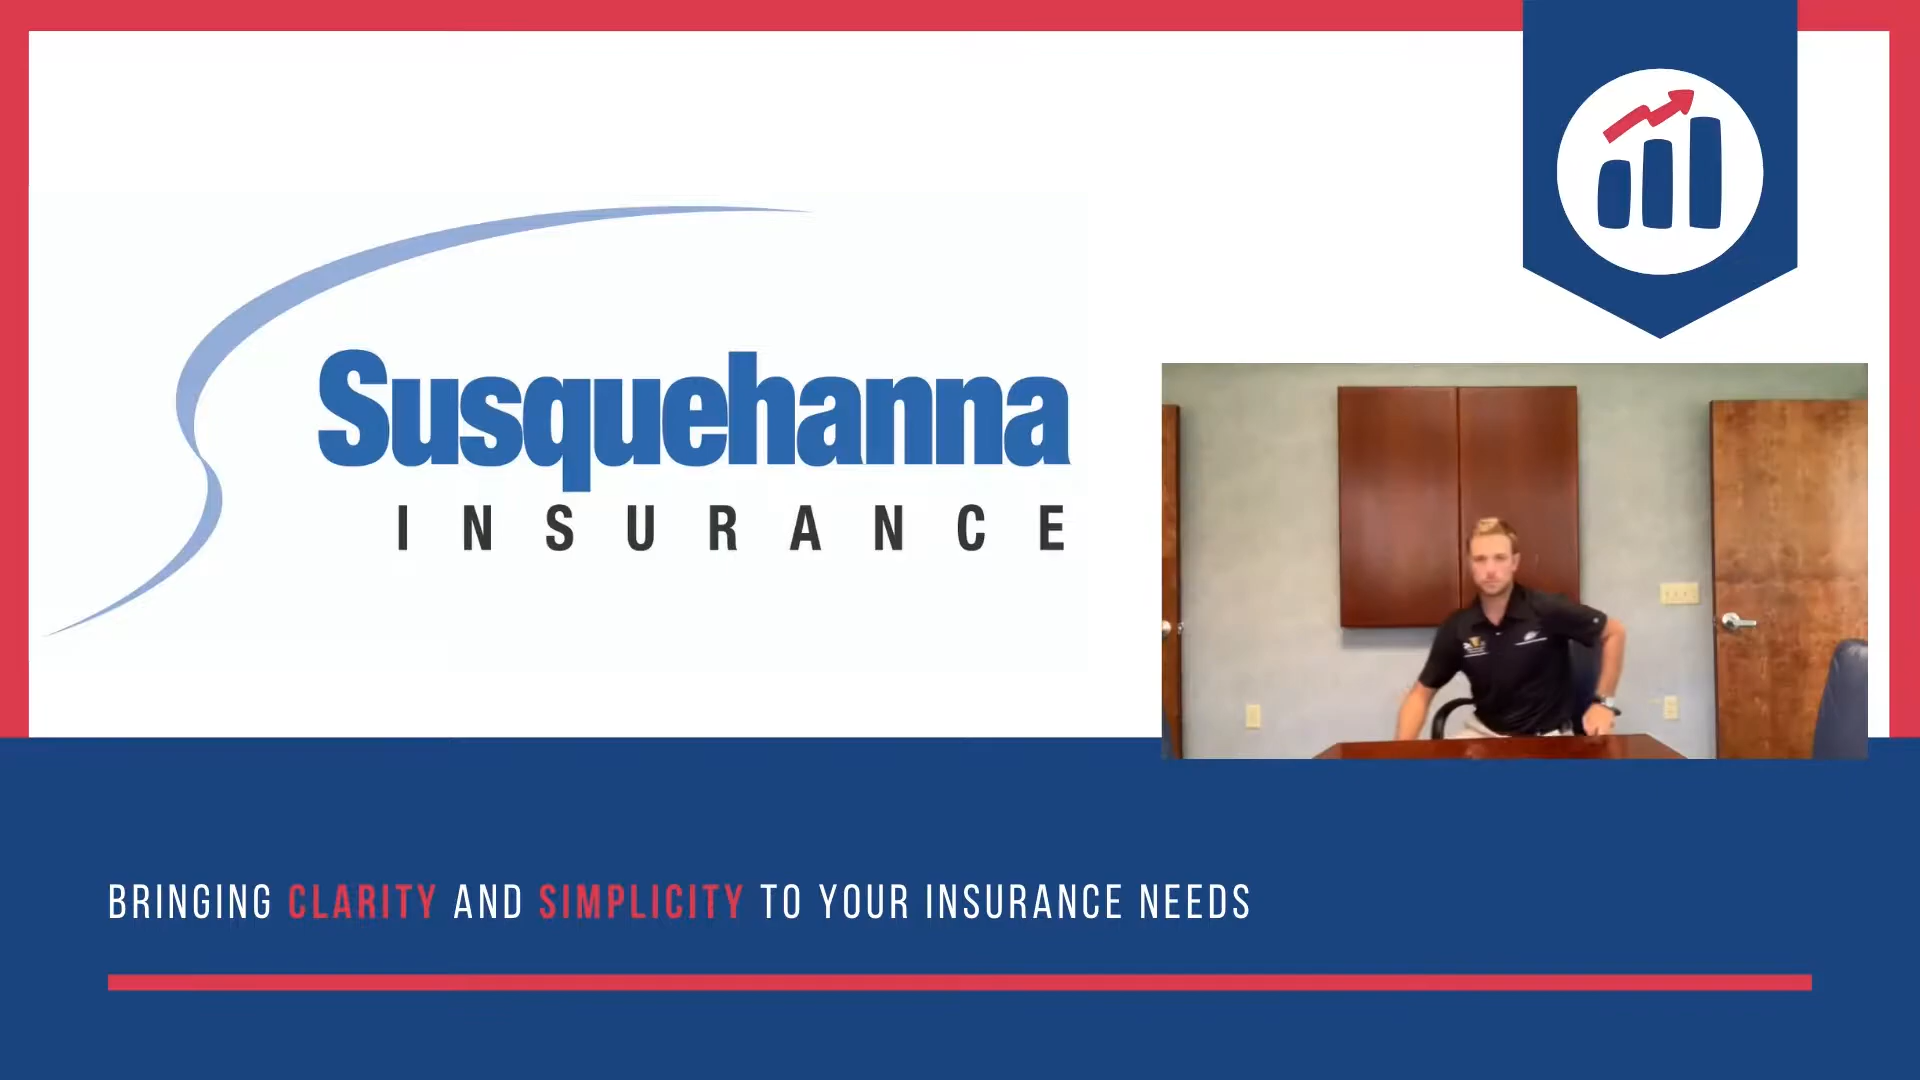 Susquehanna
INSURANCE
BRINGING CLARITY AND SIMPLICITY TO YOUR INSURANCE NEEDS